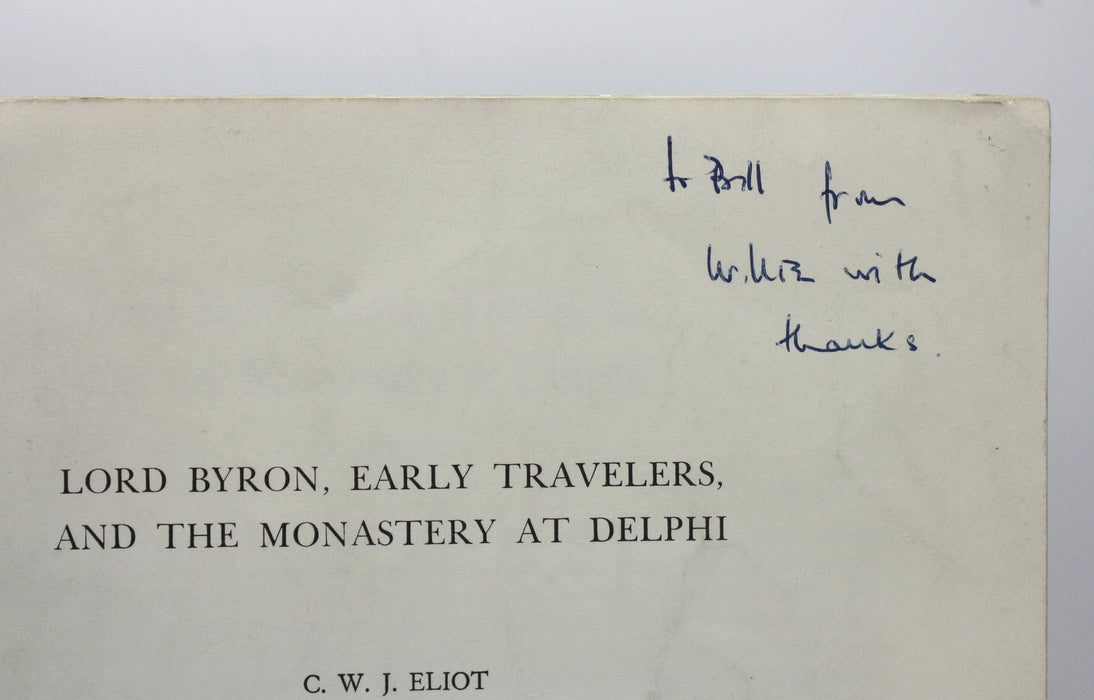 to Bill from
Willie with
thanks.
LORD BYRON, EARLY TRAVELERS,
AND THE MONASTERY AT DELPHI
C. W. J. ELIOT